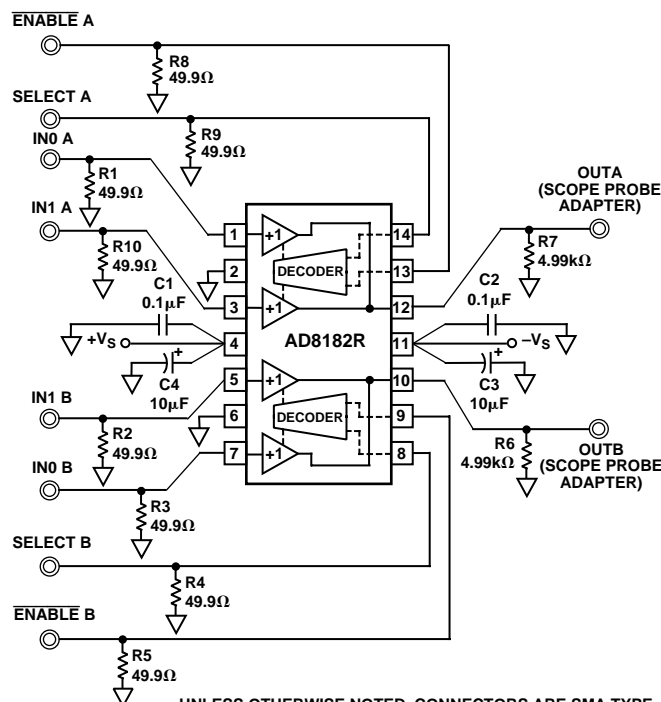 ENABLE A
R8
49.9Ω
SELECT A
R9
49.9Ω
IN0 A
R1
49.9Ω
IN1 A
R10
49.9Ω
OUTA
(SCOPE PROBE
ADAPTER)
R7
4.99kΩ
1
+1
14
2
DECODER
13
3
+1
12
C1
0.1µF
C2
0.1µF
+VS
4
AD8182R
11
–VS
+
C4
10µF
+
C3
10µF
5
+1
10
IN1 B
R2
49.9Ω
6
DECODER
9
7
+1
8
R6
4.99kΩ
OUTB
(SCOPE PROBE
ADAPTER)
IN0 B
R3
49.9Ω
SELECT B
R4
49.9Ω
ENABLE B
R5
49.9Ω
UNLESS OTHERWISE NOTED, CONNECTORS ARE SMA TYPE